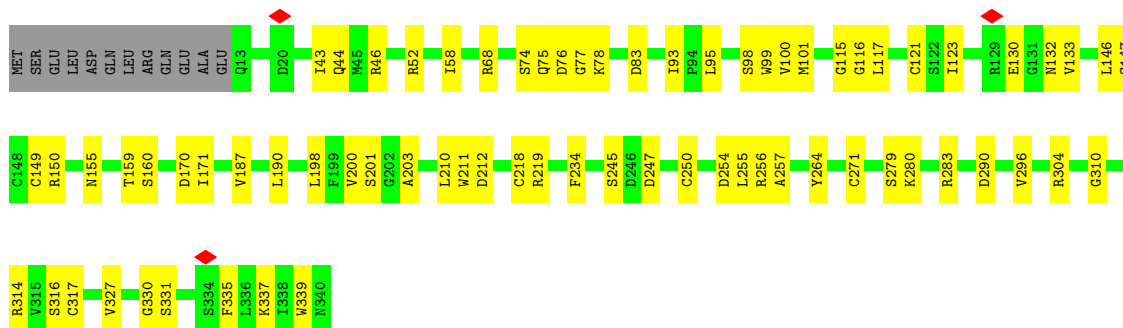 MET SER GLU LEU ASP GLN LEU ARG GLN GLU ALA GLU Q13 D20 I43 Q44 M45 R46 R52 I58 R68 S74 Q75 D76 G77 K78 D83 I93 P94 L95 S98 W99 V100 M101 G115 G116 L117 C121 S122 I123 R129 E130 G131 N132 V133 L146
C148 C149 R150 N155 T159 S160 D170 I171 V187 L190 L198 F199 V200 S201 G202 A203 L210 W211 D212 C218 R219 F234 S245 D246 D247 C250 D254 L255 R256 A257 Y264 C271 S279 K280 R283 D290 V296 R304 G310
R314 V315 S316 C317 V327 G330 S331 S334 F335 L336 K337 I338 W339 N340